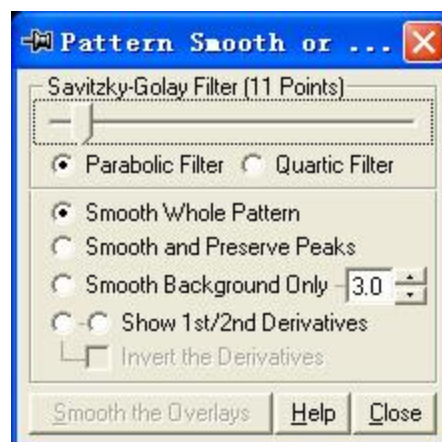 Pattern Smooth or ...
Savitzky-Golay Filter (11 Points)
Parabolic Filter Quartic Filter
Smooth Whole Pattern
Smooth and Preserve Peaks
Smooth Background Only 3.0
Show 1st/2nd Derivatives
Invert the Derivatives
Smooth the Overlays Help Close